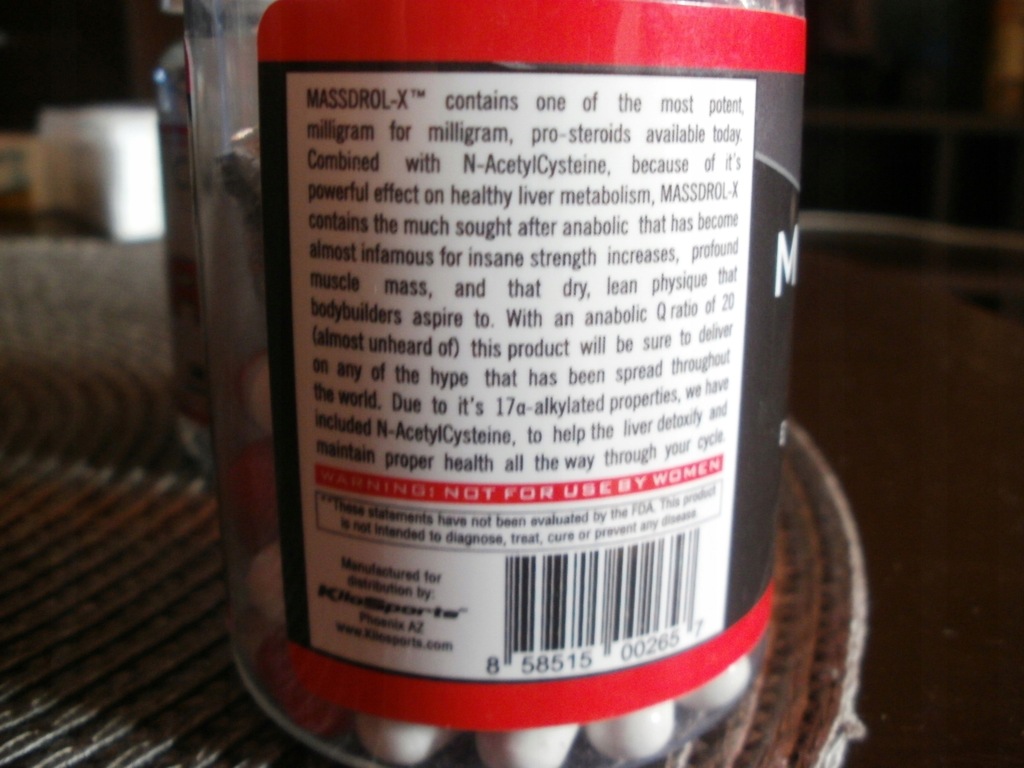 MASSDROL-X™ contains one of the most potent,
milligram for milligram, pro-steroids available today.
Combined with N-AcetylCysteine, because of it's
powerful effect on healthy liver metabolism, MASSDROL-X
contains the much sought after anabolic that has become
almost infamous for insane strength increases, profound
muscle mass, and that dry, lean physique that
bodybuilders aspire to. With an anabolic Q ratio of 20
(almost unheard of) this product will be sure to deliver
on any of the hype that has been spread throughout
the world. Due to it's 17α-alkylated properties, we have
included N-AcetylCysteine, to help the liver detoxify and
maintain proper health all the way through your cycle.
WARNING: NOT FOR USE BY WOMEN
**These statements have not been evaluated by the FDA. This product
is not intended to diagnose, treat, cure or prevent any disease.
Manufactured for
distribution by:
KiloSports™
Phoenix AZ
www.Kilosports.com
8 58515 00265 7
M